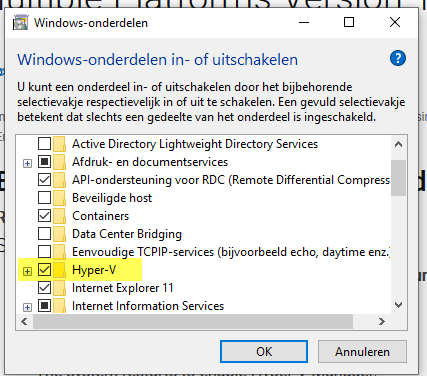 Windows-onderdelen
Windows-onderdelen in- of uitschakelen
U kunt een onderdeel in- of uitschakelen door het bijbehorende
selectievakje respectievelijk in of uit te schakelen. Een gevuld selectievakje
betekent dat slechts een gedeelte van het onderdeel is ingeschakeld.
Active Directory Lightweight Directory Services
Afdruk- en documentservices
API-ondersteuning voor RDC (Remote Differential Compress
Beveiligde host
Containers
Data Center Bridging
Eenvoudige TCPIP-services (bijvoorbeeld echo, daytime enz.)
Hyper-V
Internet Explorer 11
Internet Information Services
OK
Annuleren